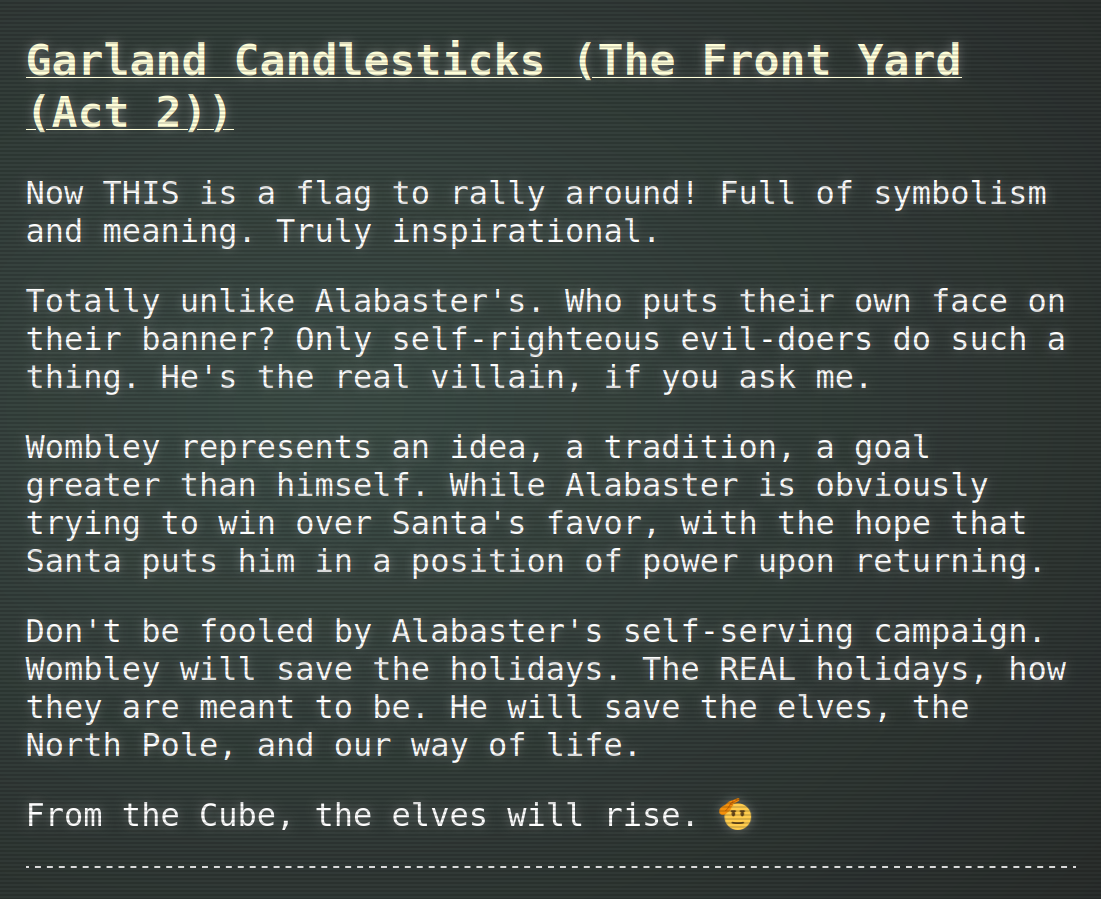 Garland Candlesticks (The Front Yard
(Act 2))
Now THIS is a flag to rally around! Full of symbolism
and meaning. Truly inspirational.
Totally unlike Alabaster's. Who puts their own face on
their banner? Only self-righteous evil-doers do such a
thing. He's the real villain, if you ask me.
Wombley represents an idea, a tradition, a goal
greater than himself. While Alabaster is obviously
trying to win over Santa's favor, with the hope that
Santa puts him in a position of power upon returning.
Don't be fooled by Alabaster's self-serving campaign.
Wombley will save the holidays. The REAL holidays, how
they are meant to be. He will save the elves, the
North Pole, and our way of life.
From the Cube, the elves will rise. 🫡